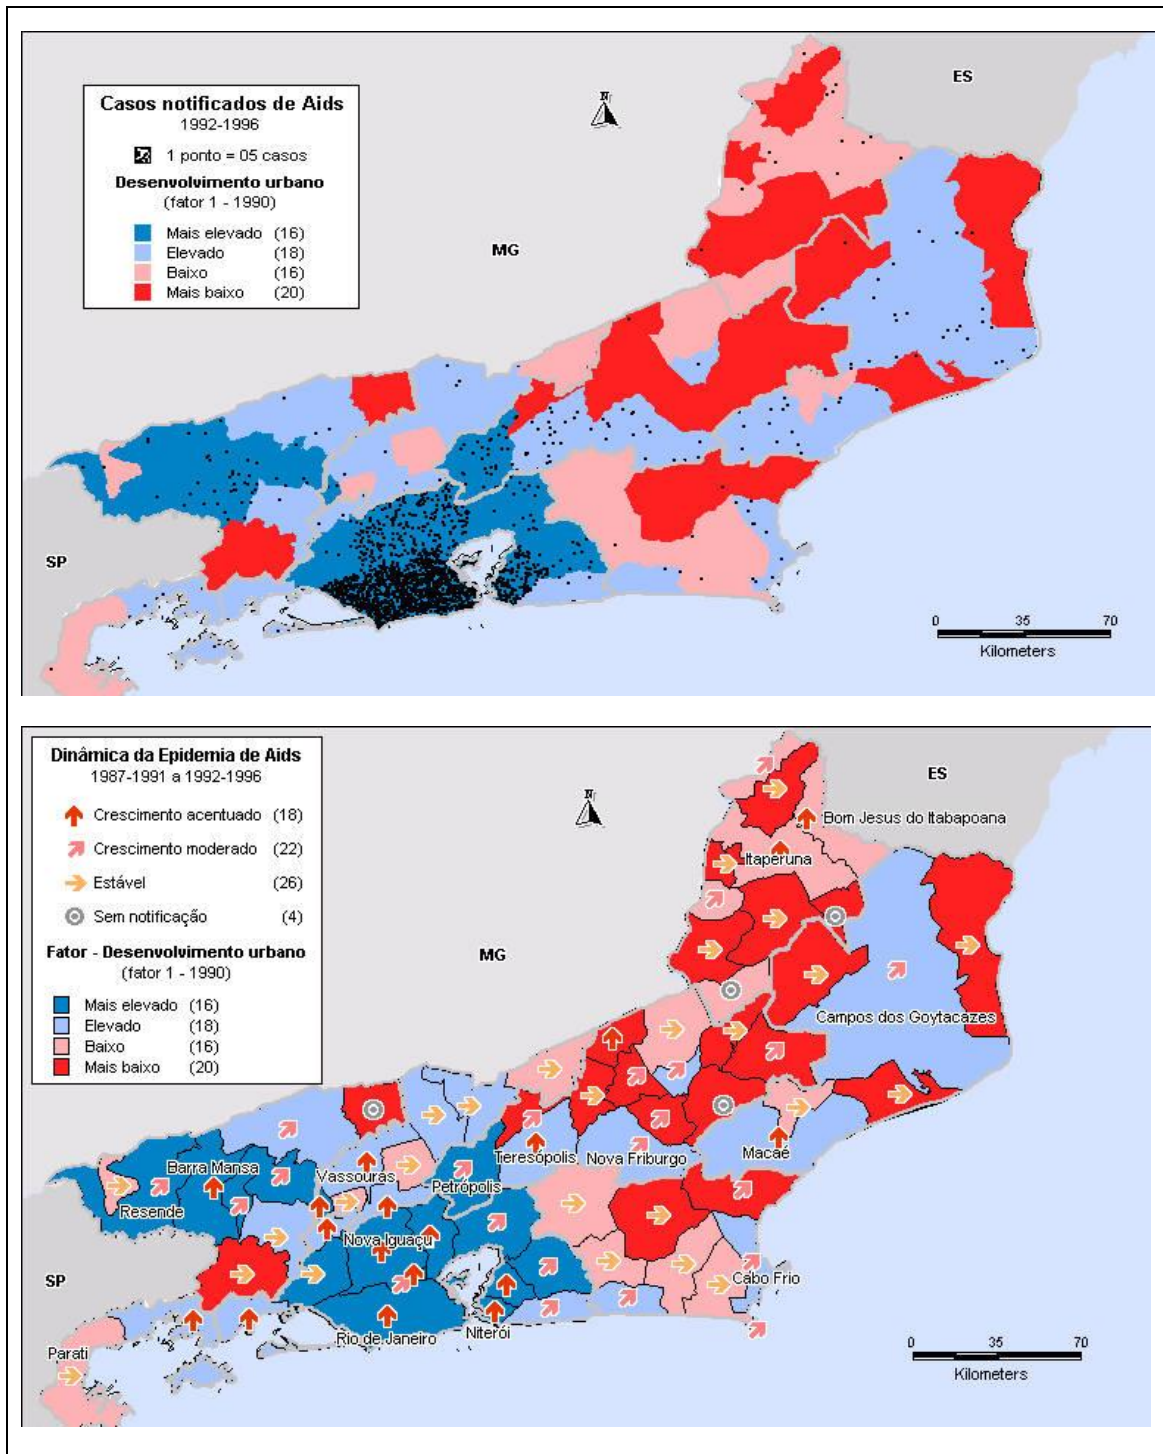 Casos notificados de Aids
1992-1996
1 ponto = 05 casos
Desenvolvimento urbano
(fator 1 - 1990)
Mais elevado (16)
Elevado (18)
Baixo (16)
Mais baixo (20)
N
ES
MG
SP
0 35 70
Kilometers
Dinâmica da Epidemia de Aids
1987-1991 a 1992-1996
Crescimento acentuado (18)
Crescimento moderado (22)
Estável (26)
Sem notificação (4)
Fator - Desenvolvimento urbano
(fator 1 - 1990)
Mais elevado (16)
Elevado (18)
Baixo (16)
Mais baixo (20)
N
ES
Bom Jesus do Itabapoana
Itaperuna
MG
Campos dos Goytacazes
Teresópolis
Nova Friburgo
Macaé
Barra Mansa
Vassouras
Petrópolis
Resende
Nova Iguaçu
SP
Cabo Frio
Rio de Janeiro
Niterói
Parati
0 35 70
Kilometers